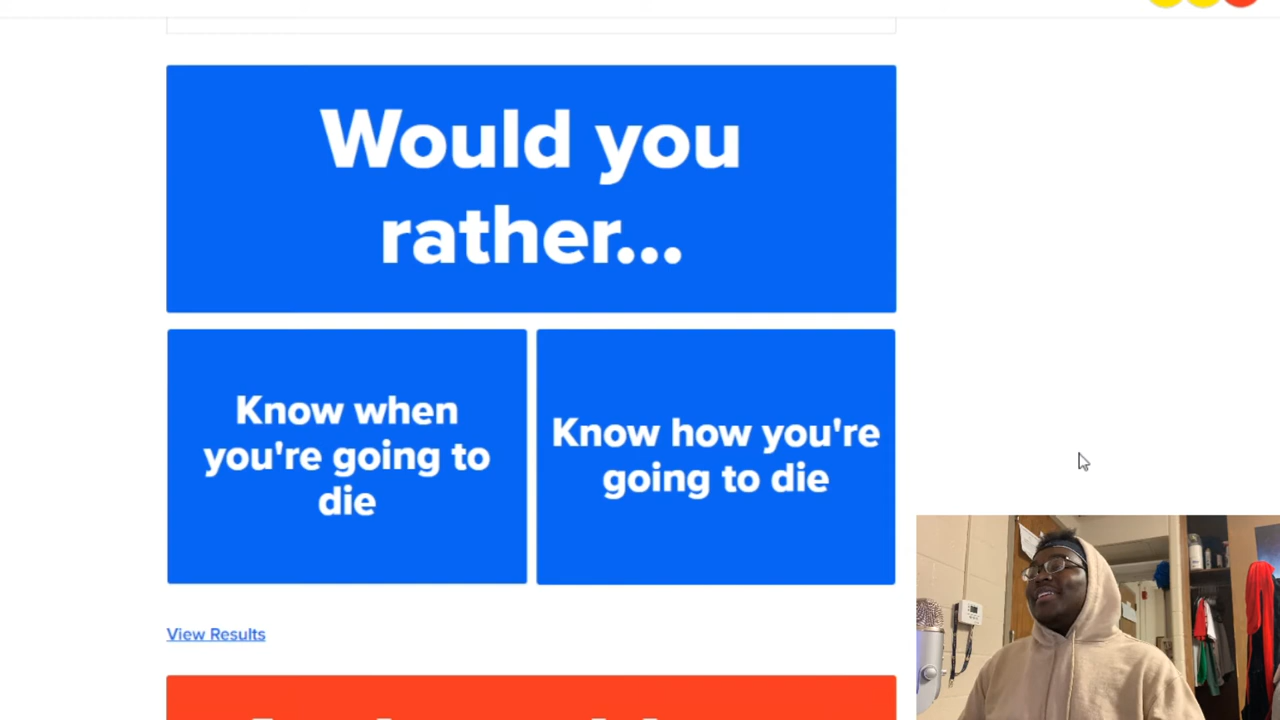 Would you
rather...
Know when
you're going to
die
Know how you're
going to die
View Results